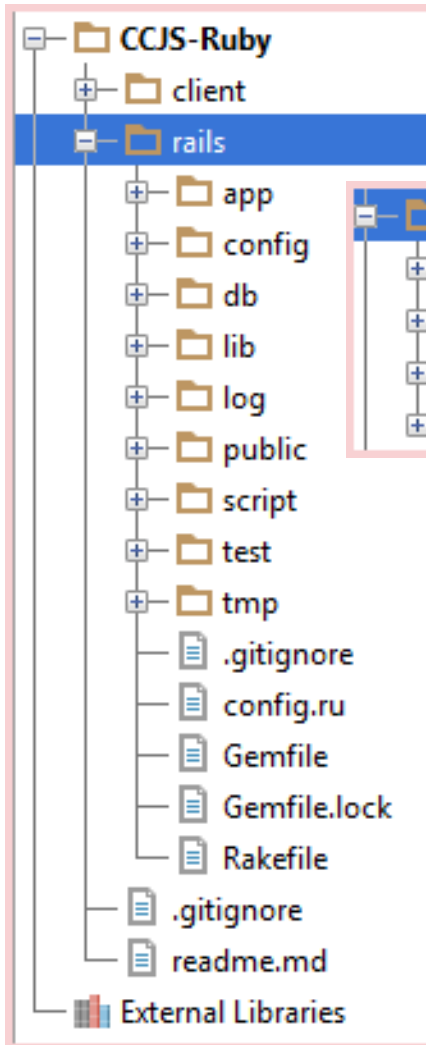 CCJS-Ruby
client
rails
app
config
db
lib
log
public
script
test
tmp
.gitignore
config.ru
Gemfile
Gemfile.lock
Rakefile
.gitignore
readme.md
External Libraries